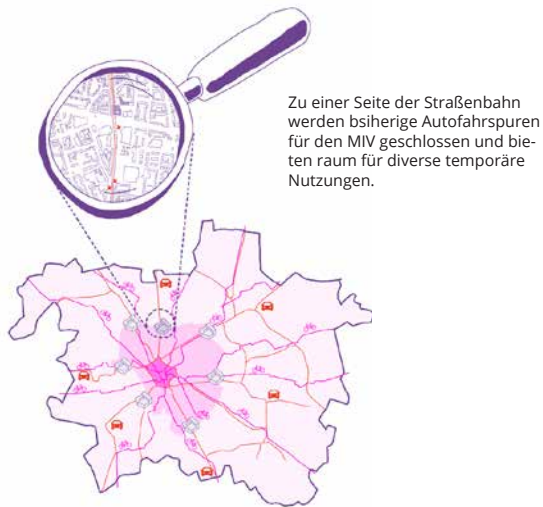 Zu einer Seite der Straßenbahn
werden bsiherige Autofahrspuren
für den MIV geschlossen und bie-
ten raum für diverse temporäre
Nutzungen.